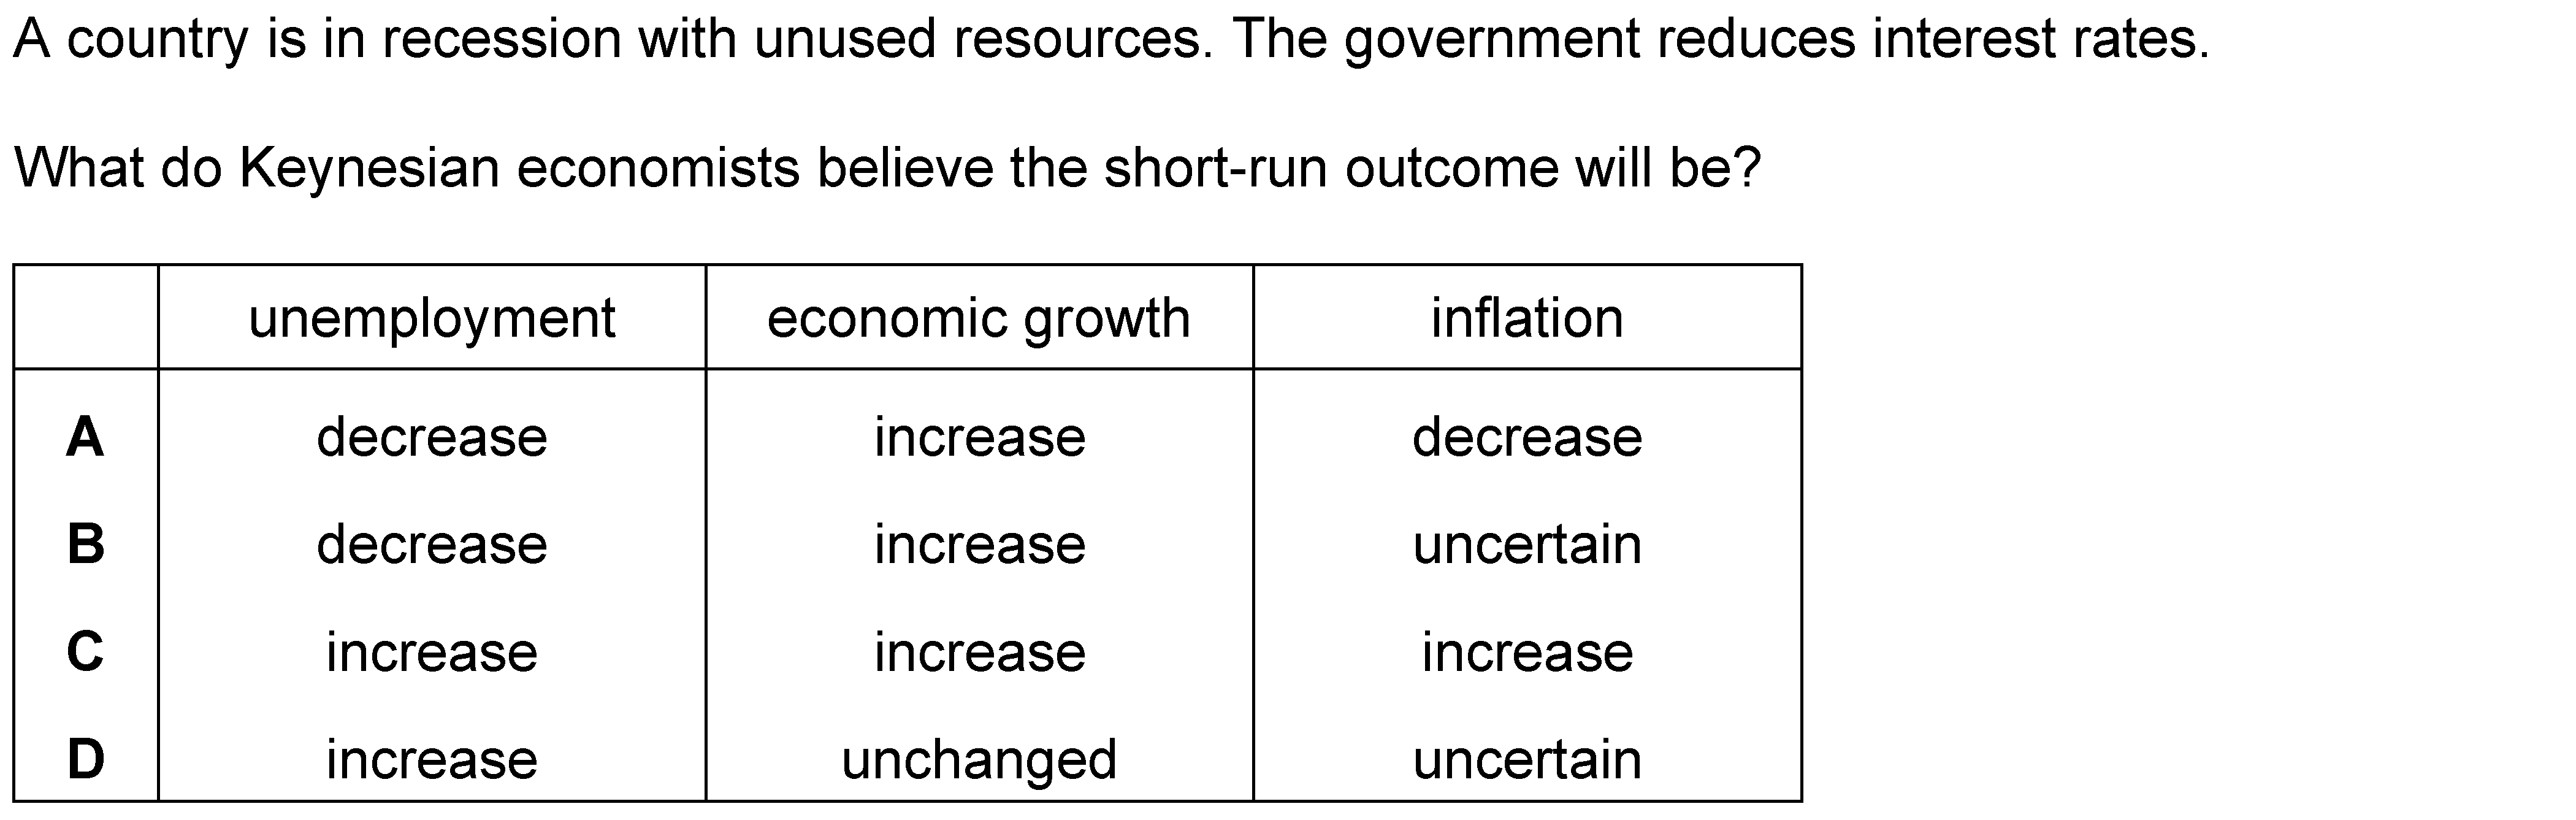 A country is in recession with unused resources. The government reduces interest rates.
What do Keynesian economists believe the short-run outcome will be?
unemployment economic growth inflation
A decrease increase decrease
B decrease increase uncertain
C increase increase increase
D increase unchanged uncertain